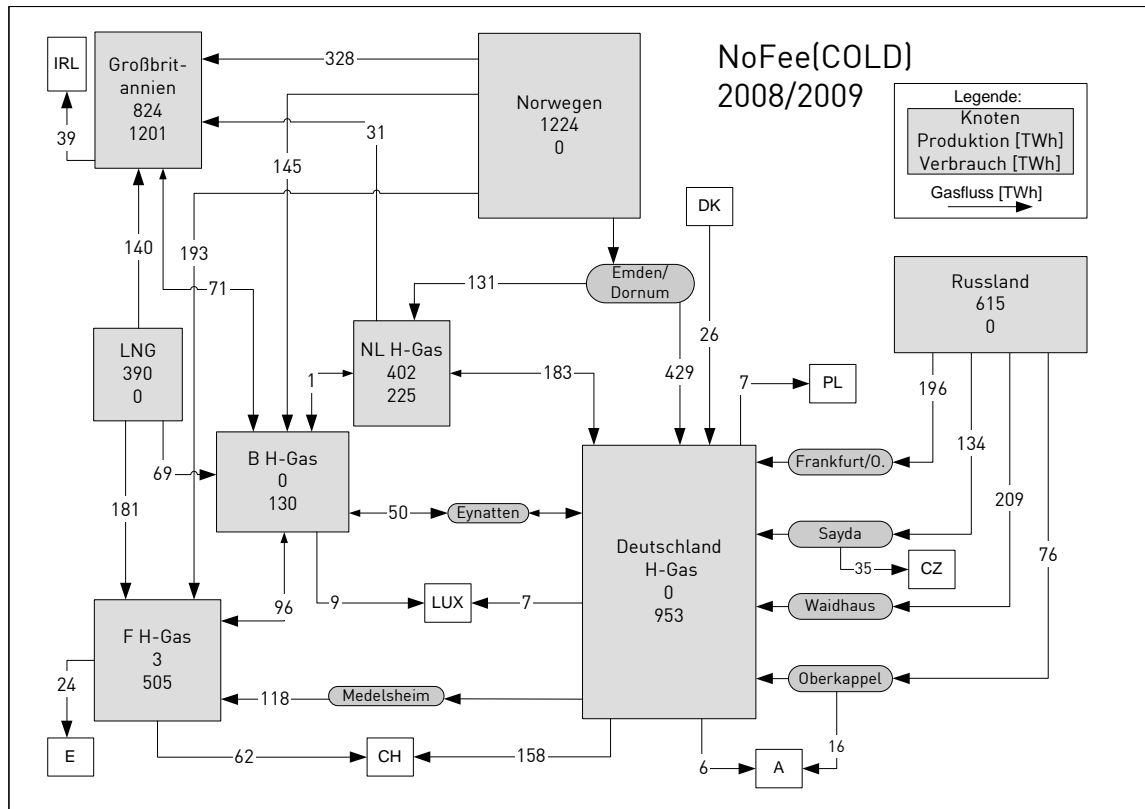 NoFee(COLD)
2008/2009
Legende:
Knoten
Produktion [TWh]
Verbrauch [TWh]
Gasfluss [TWh]
IRL
Großbrit-
annien
824
1201
328
Norwegen
1224
0
39
31
145
DK
140
193
Emden/
Dornum
131
71
26
429
Russland
615
0
LNG
390
0
NL H-Gas
402
225
1
183
7
PL
196
134
209
76
B H-Gas
0
130
69
181
50
Eynatten
Frankfurt/O.
Sayda
35
CZ
Deutschland
H-Gas
0
953
Waidhaus
96
9
LUX
7
F H-Gas
3
505
Oberkappel
24
118
Medelsheim
16
E
62
CH
158
6
A